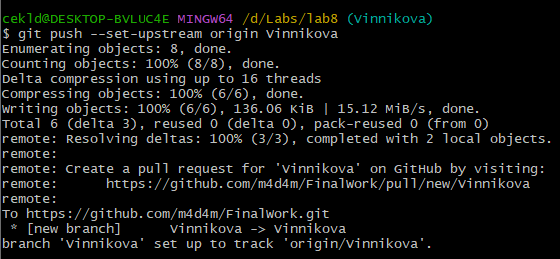 cekld@DESKTOP-BVLUC4E MINGW64 /d/Labs/lab8 (Vinnikova)
$ git push --set-upstream origin Vinnikova
Enumerating objects: 8, done.
Counting objects: 100% (8/8), done.
Delta compression using up to 16 threads
Compressing objects: 100% (6/6), done.
Writing objects: 100% (6/6), 136.06 KiB | 15.12 MiB/s, done.
Total 6 (delta 3), reused 0 (delta 0), pack-reused 0 (from 0)
remote: Resolving deltas: 100% (3/3), completed with 2 local objects.
remote:
remote: Create a pull request for 'Vinnikova' on GitHub by visiting:
remote:      https://github.com/m4d4m/FinalWork/pull/new/Vinnikova
remote:
To https://github.com/m4d4m/FinalWork.git
 * [new branch]      Vinnikova -> Vinnikova
branch 'Vinnikova' set up to track 'origin/Vinnikova'.